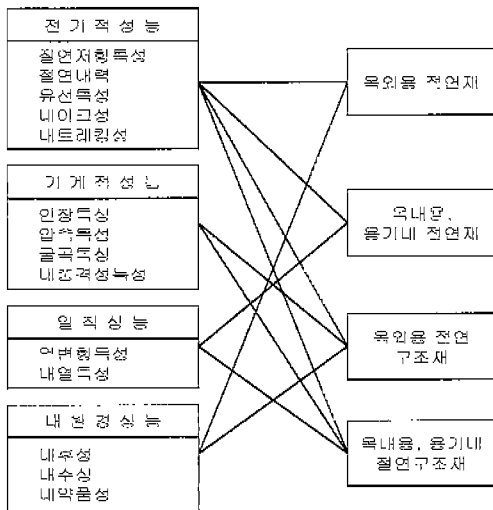 전 기 적 성 능
절연저항특성
절연내력
유전특성
내아크성
내트래킹성
기 계 적 성 능
인장특성
압축특성
굴곡특성
내충격성특성
열 적 성 능
열변형특성
내열특성
내 환 경 성 능
내후성
내수성
내약품성
옥외용 절연재
옥내용,
용기내 절연재
옥외용 절연
구조재
옥내용, 용기내
절연구조재